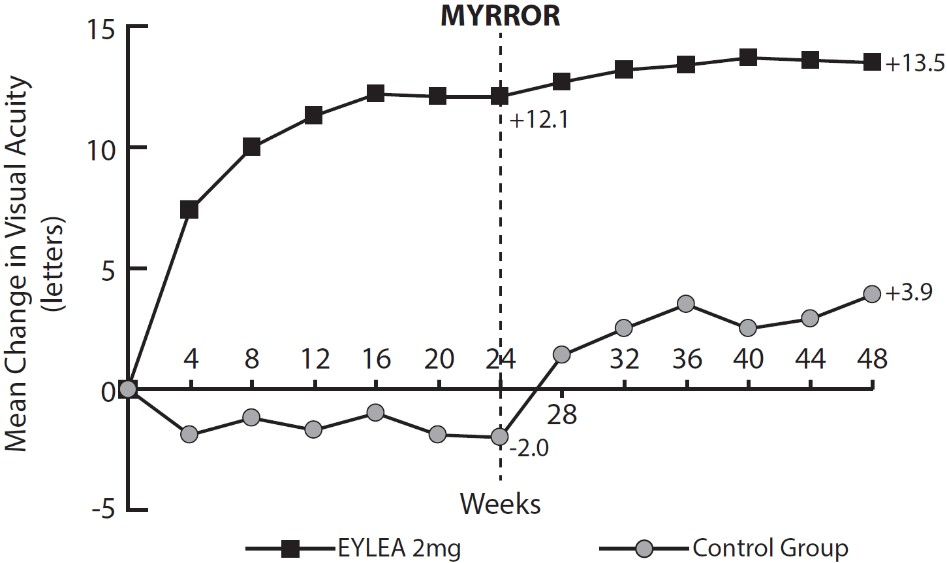 MYRROR
15
10
5
0
-5
Mean Change in Visual Acuity
(letters)
+12.1
+13.5
4 8 12 16 20 24 32 36 40 44 48
28
+3.9
-2.0
Weeks
EYLEA 2mg Control Group